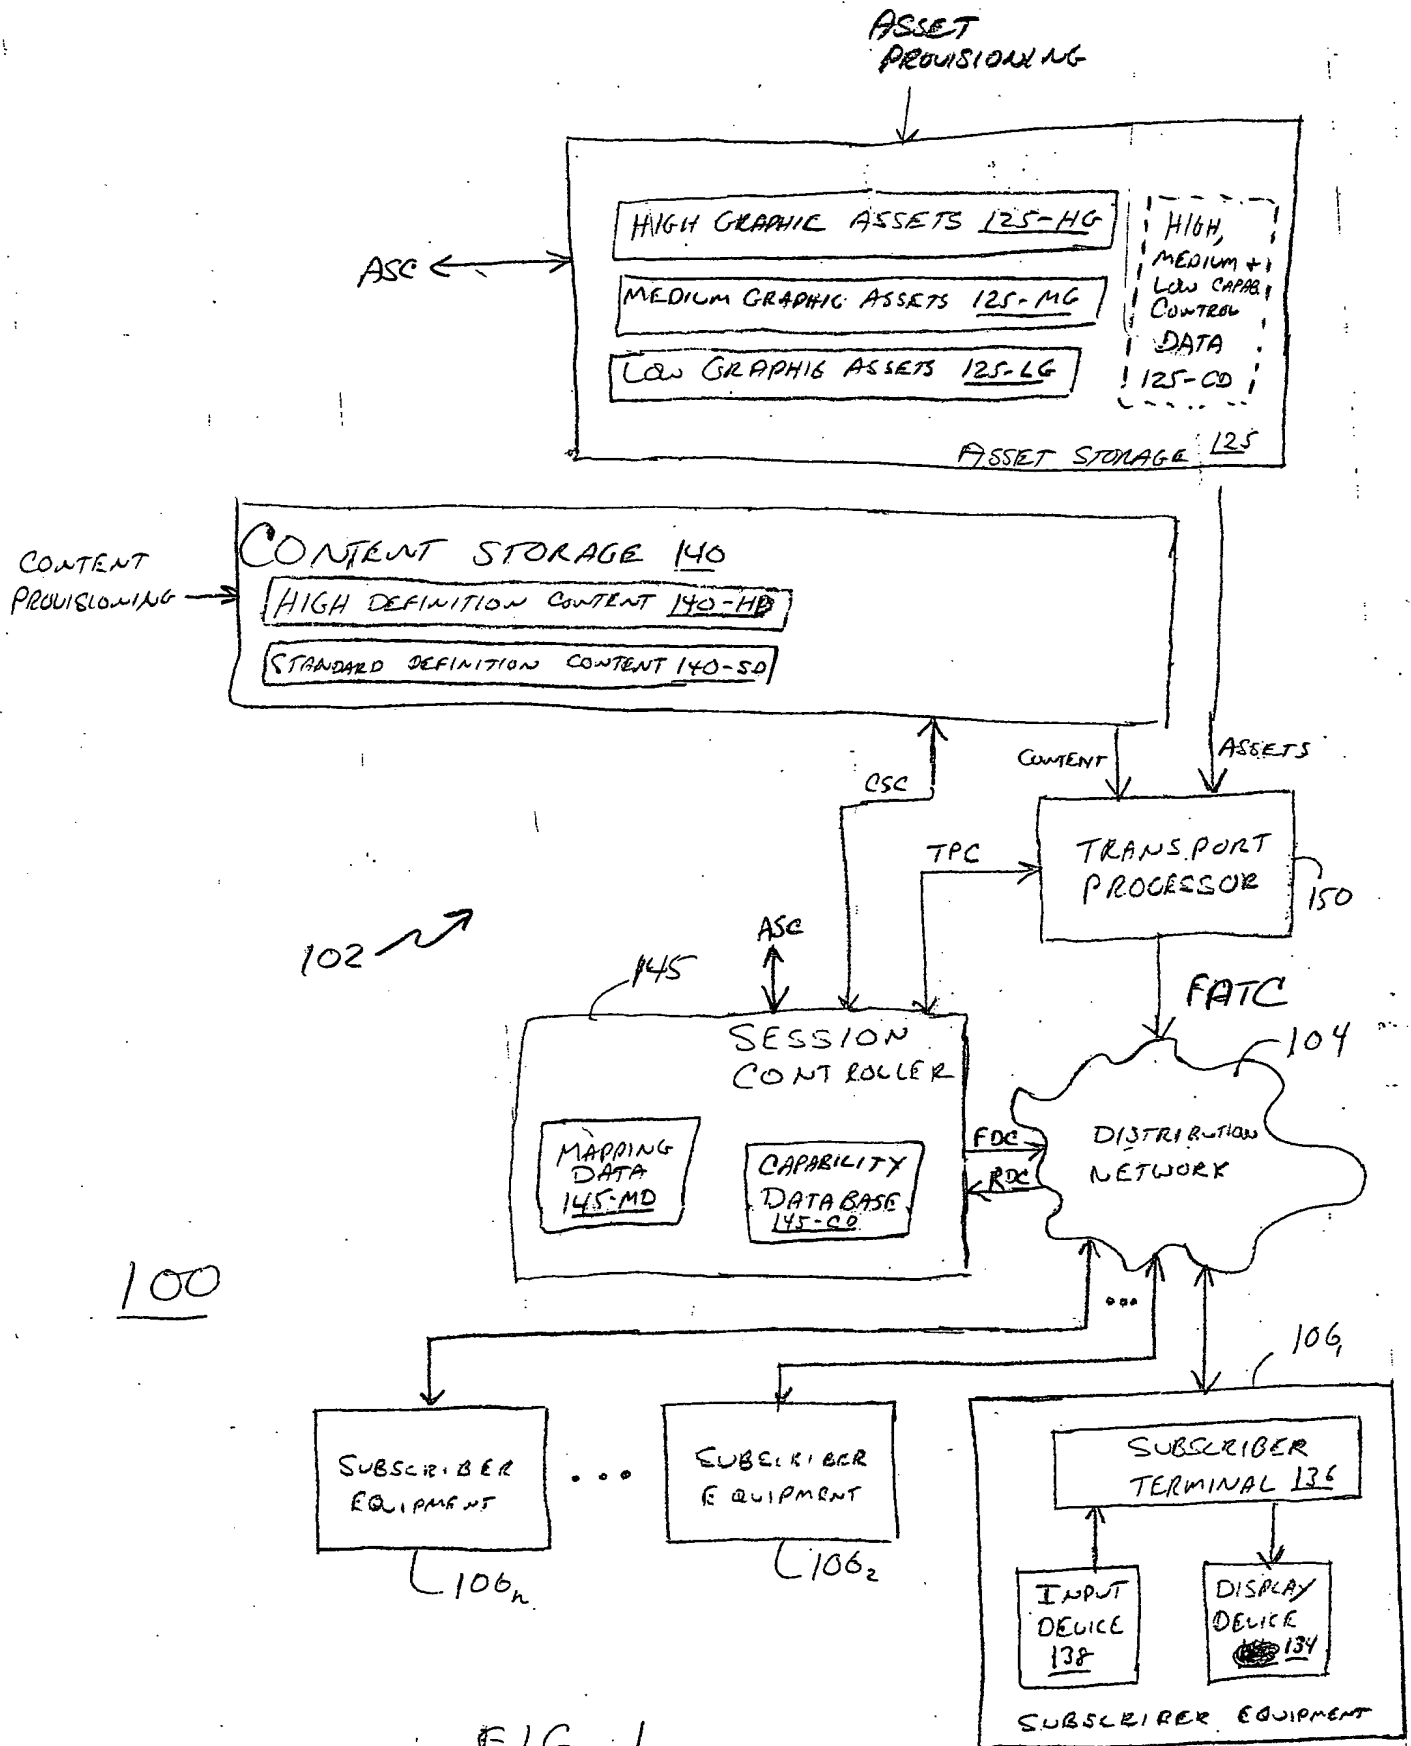 ASSET
PROVISIONING
HIGH GRAPHIC ASSETS 125-HG
MEDIUM GRAPHIC ASSETS 125-MG
LOW GRAPHIC ASSETS 125-LG
HIGH,
MEDIUM +
LOW CAPAB.
CONTROL
DATA
125-CD
ASC
ASSET STORAGE 125
CONTENT
PROVISIONING
CONTENT STORAGE 140
HIGH DEFINITION CONTENT 140-HD
STANDARD DEFINITION CONTENT 140-SD
CONTENT
ASSETS
CSC
TPC
TRANSPORT
PROCESSOR
150
102
ASC
145
FATC
104
SESSION
CONTROLLER
MAPPING
DATA
145-MD
CAPABILITY
DATABASE
145-CD
FDC
RDC
DISTRIBUTION
NETWORK
100
...
106₁
SUBSCRIBER
EQUIPMENT
...
SUBSCRIBER
EQUIPMENT
106ₙ
106₂
SUBSCRIBER
TERMINAL 136
INPUT
DEVICE
138
DISPLAY
DEVICE
134
SUBSCRIBER EQUIPMENT
FIG. 1